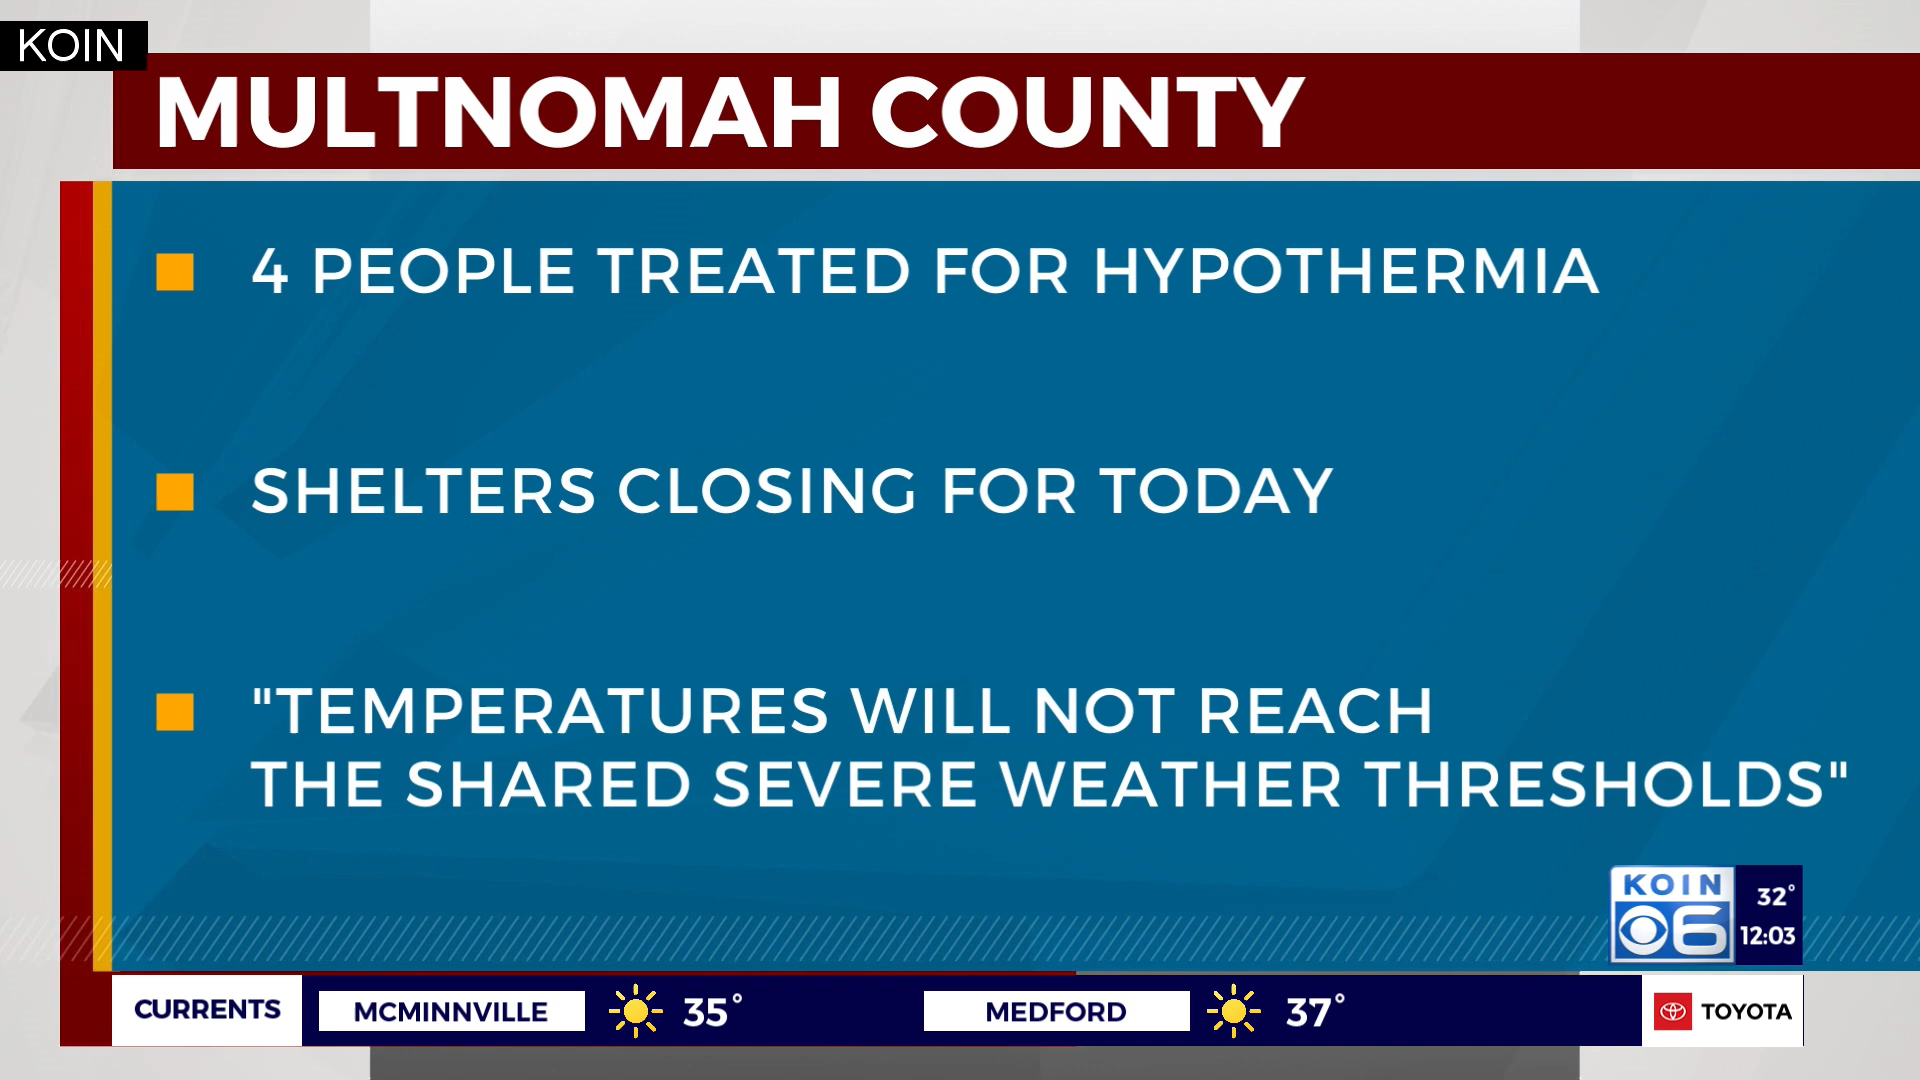 KOIN
MULTNOMAH COUNTY
4 PEOPLE TREATED FOR HYPOTHERMIA
SHELTERS CLOSING FOR TODAY
"TEMPERATURES WILL NOT REACH
THE SHARED SEVERE WEATHER THRESHOLDS"
KOIN
6
32°
12:03
CURRENTS
MCMINNVILLE
35°
MEDFORD
37°
TOYOTA